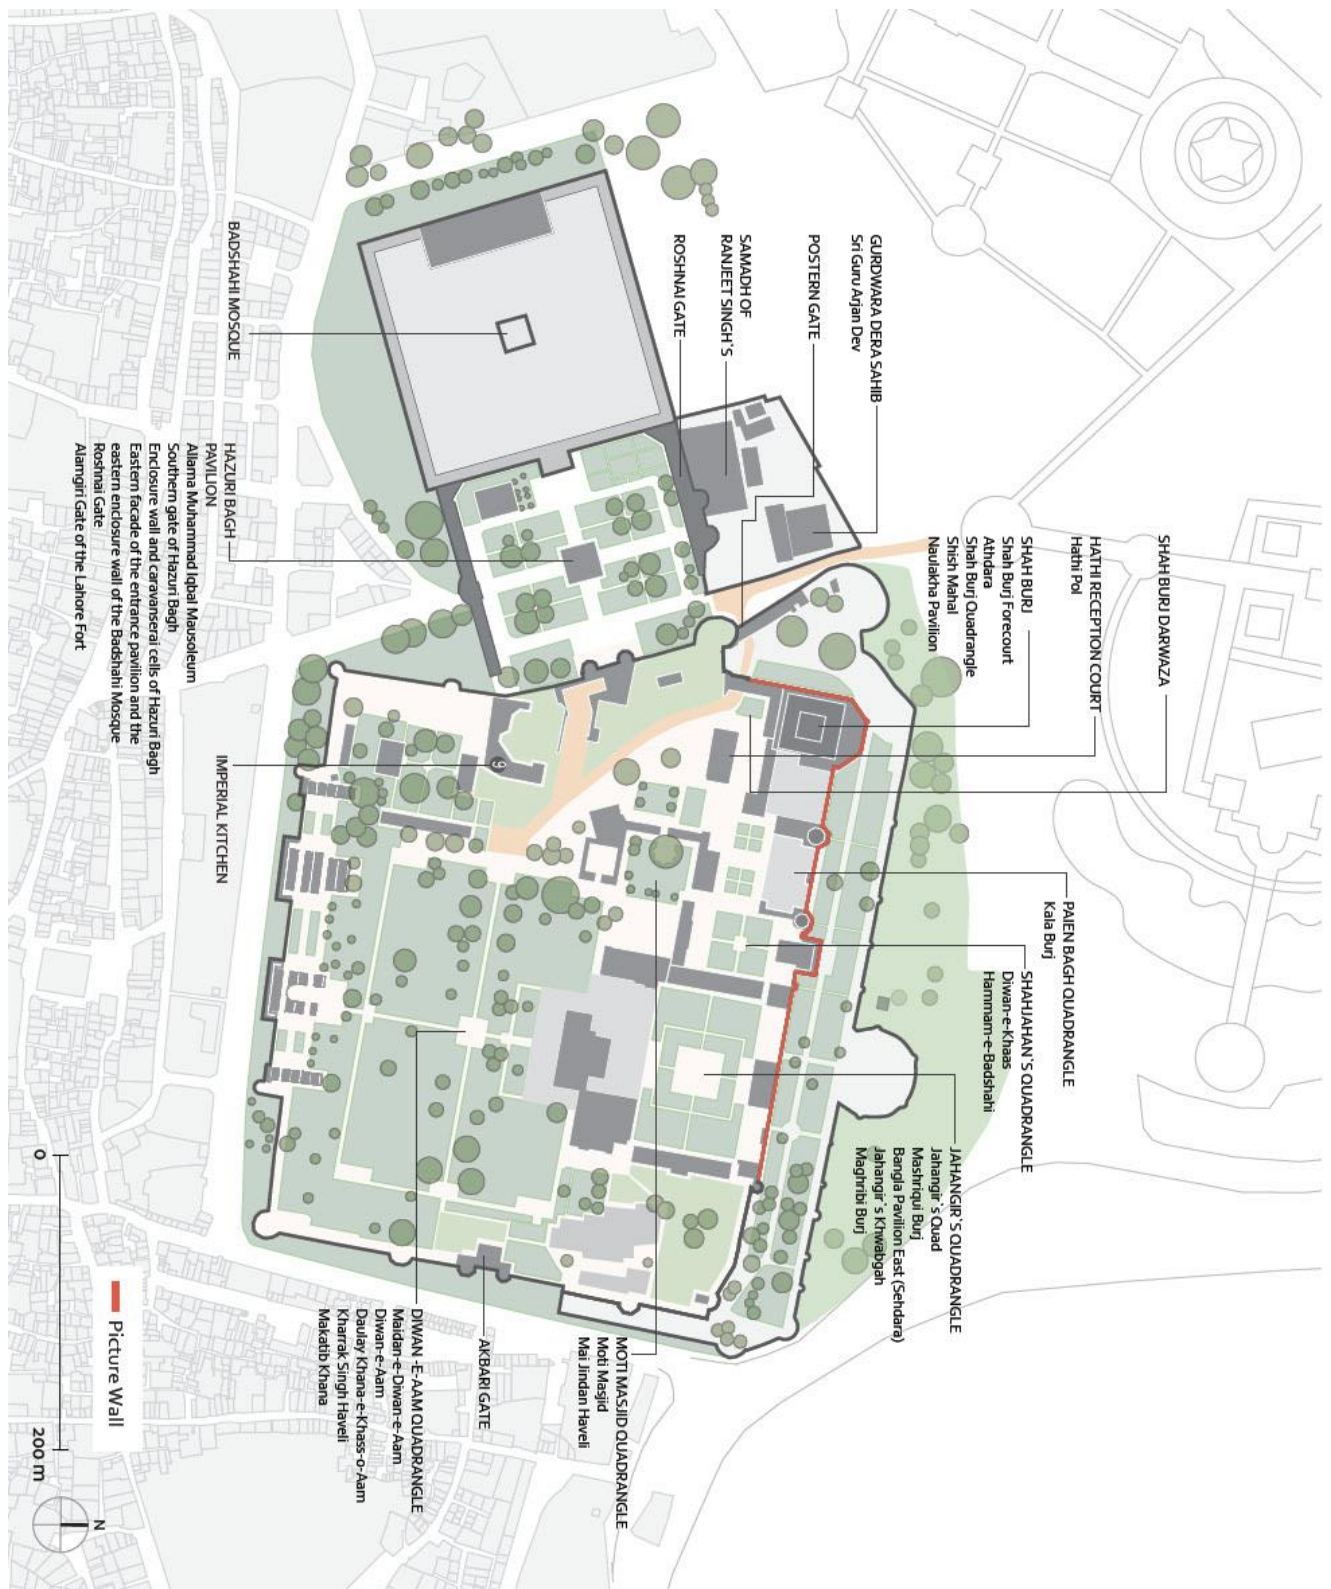 GURDWARA DERA SAHIB
Sri Guru Arjan Dev
POSTERN GATE
SAMADH OF
RANJEET SINGH'S
ROSHNAI GATE
BADSHAHI MOSQUE
HAZURI BAGH
PAVILION
Allama Muhammad Iqbal Mausoleum
Southern gate of Hazuri Bagh
Enclosure wall and caravanserai cells of Hazuri Bagh
Eastern facade of the entrance pavilion and the
eastern enclosure wall of the Badshahi Mosque
Roshnai Gate
Alamgiri Gate of the Lahore Fort
SHAH BURJ DARWAZA
HATHI RECEPTION COURT
Hathi Pol
SHAH BURJ
Shah Burj Forecourt
Athdara
Shah Burj Quadrangle
Shish Mahal
Naulakha Pavilion
IMPERIAL KITCHEN
9
PAIEN BAGH QUADRANGLE
Kala Burj
SHAHJAHAN'S QUADRANGLE
Diwan-e-Khaas
Hammam-e-Badshahi
JAHANGIR'S QUADRANGLE
Jahangir's Quad
Mashriqui Burj
Bangla Pavilion East (Sehdara)
Jahangir's Khwabgah
Maghribi Burj
MOTI MASJID QUADRANGLE
Moti Masjid
Mai Jindan Haveli
AKBARI GATE
DIWAN -E-AAM QUADRANGLE
Maidan-e-Diwan-e-Aam
Diwan-e-Aam
Daulay Khana-e-Khass-o-Aam
Kharrak Singh Haveli
Makatib Khana
Picture Wall
0
200 m
N